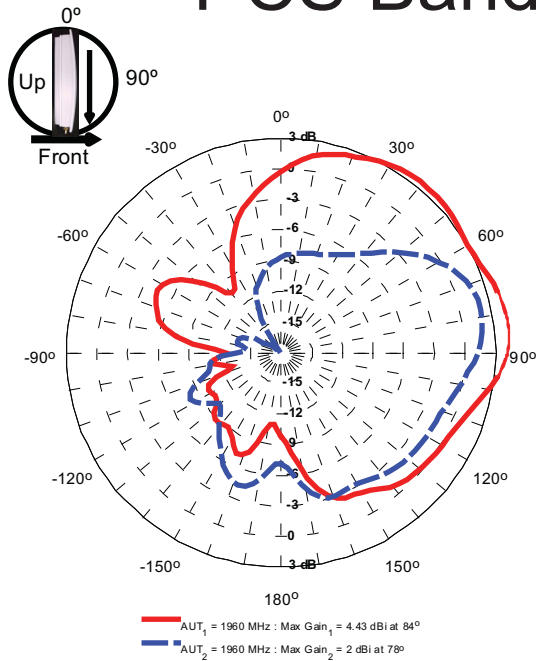 PCS Band
0º
Up
90º
Front
0º
-30º
30º
-60º
60º
-90º
90º
-120º
120º
-150º
150º
180º
3 dB
0
-3
-6
-9
-12
-15
-15
-12
9
-6
-3
0
3 dB
AUT1 = 1960 MHz : Max Gain1 = 4.43 dBi at 84º
AUT2 = 1960 MHz : Max Gain2 = 2 dBi at 78º